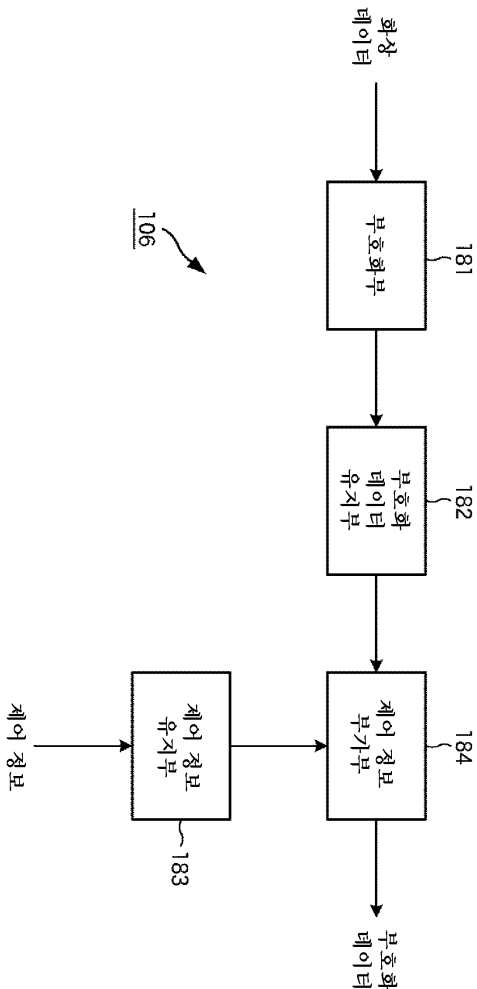 화상
데이터
181
부호화부
182
부호화
데이터
유지부
184
제어 정보
부가부
부호화
데이터
106
제어 정보
제어 정보
유지부
183